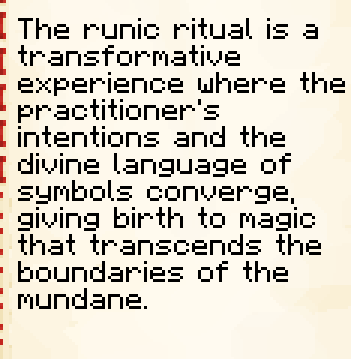 The runic ritual is a
transformative
experience where the
practitioner's
intentions and the
divine language of
symbols converge,
giving birth to magic
that transcends the
boundaries of the
mundane.